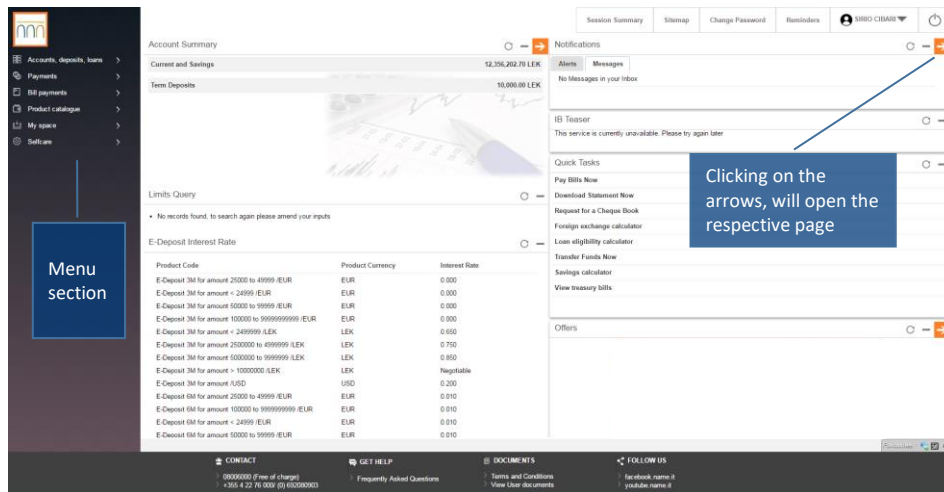 Session Summary
Sitemap
Change Password
Reminders
SIRIO CIBARI
Accounts, deposits, loans
Payments
Bill payments
Product catalogue
My space
Selfcare
Menu
section
Account Summary
Current and Savings 12,356,202.70 LEK
Term Deposits 10,000.00 LEK
Limits Query
No records found, to search again please amend your inputs
E-Deposit Interest Rate
Product Code Product Currency Interest Rate
E-Deposit 3M for amount 25000 to 49999 /EUR EUR 0.000
E-Deposit 3M for amount < 24999 /EUR EUR 0.000
E-Deposit 3M for amount 50000 to 99999 /EUR EUR 0.000
E-Deposit 3M for amount 100000 to 99999999999 /EUR EUR 0.000
E-Deposit 3M for amount < 2499999 /LEK LEK 0.650
E-Deposit 3M for amount 2500000 to 4999999 /LEK LEK 0.750
E-Deposit 3M for amount 5000000 to 9999999 /LEK LEK 0.850
E-Deposit 3M for amount > 10000000 /LEK LEK Negotiable
E-Deposit 3M for amount /USD USD 0.200
E-Deposit 6M for amount 25000 to 49999 /EUR EUR 0.010
E-Deposit 6M for amount 100000 to 9999999999 /EUR EUR 0.010
E-Deposit 6M for amount < 24999 /EUR EUR 0.010
E-Deposit 6M for amount 50000 to 99999 /EUR EUR 0.010
Notifications
Alerts Messages
No Messages in your Inbox
IB Teaser
This service is currently unavailable. Please try again later
Quick Tasks
Pay Bills Now
Download Statement Now
Request for a Cheque Book
Foreign exchange calculator
Loan eligibility calculator
Transfer Funds Now
Savings calculator
View treasury bills
Clicking on the
arrows, will open the
respective page
Offers
CONTACT
08006000 (Free of charge)
+355 4 22 76 000/ (0) 692080903
GET HELP
Frequently Asked Questions
DOCUMENTS
Terms and Conditions
View User documents
FOLLOW US
facebook.name.it
youtube.name.it